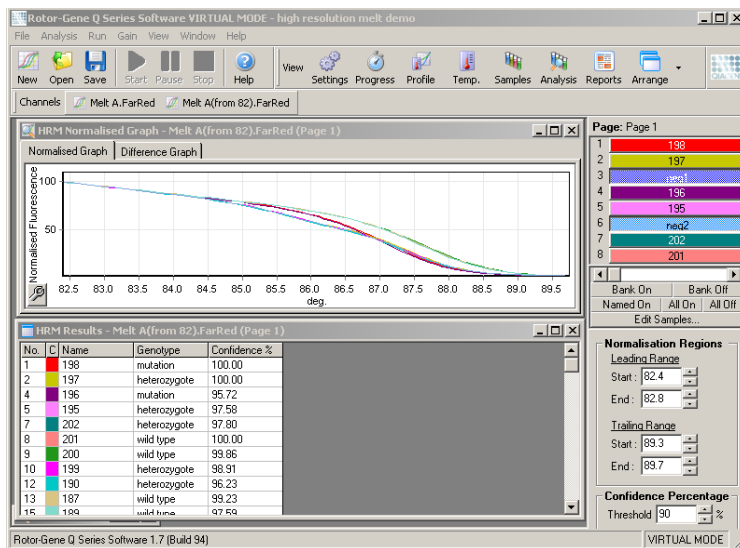 Rotor-Gene Q Series Software VIRTUAL MODE - high resolution melt demo
File Analysis Run Gain View Window Help
New Open Save Start Pause Stop Help View Settings Progress Profile Temp. Samples Analysis Reports Arrange
QIAGEN
Channels Melt A.FarRed Melt A(from 82).FarRed
HRM Normalised Graph - Melt A(from 82).FarRed (Page 1)
Normalised Graph Difference Graph
Normalised Fluorescence
100
50
82.5 83.0 83.5 84.0 84.5 85.0 85.5 86.0 86.5 87.0 87.5 88.0 88.5 89.0 89.5
deg.
HRM Results - Melt A(from 82).FarRed (Page 1)
No. C Name Genotype Confidence %
1 198 mutation 100.00
2 197 heterozygote 100.00
4 196 mutation 95.72
5 195 heterozygote 97.58
7 202 heterozygote 97.80
8 201 wild type 100.00
9 200 wild type 99.86
10 199 heterozygote 98.91
12 190 heterozygote 96.23
13 187 wild type 99.23
15 189 wild type 97.59
Page: Page 1
1 198
2 197
3 neg1
4 196
5 195
6 neg2
7 202
8 201
Bank On Bank Off
Named On All On All Off
Edit Samples...
Normalisation Regions
Leading Range
Start : 82.4
End : 82.8
Trailing Range
Start : 89.3
End : 89.7
Confidence Percentage
Threshold 90 %
Rotor-Gene Q Series Software 1.7 (Build 94) VIRTUAL MODE